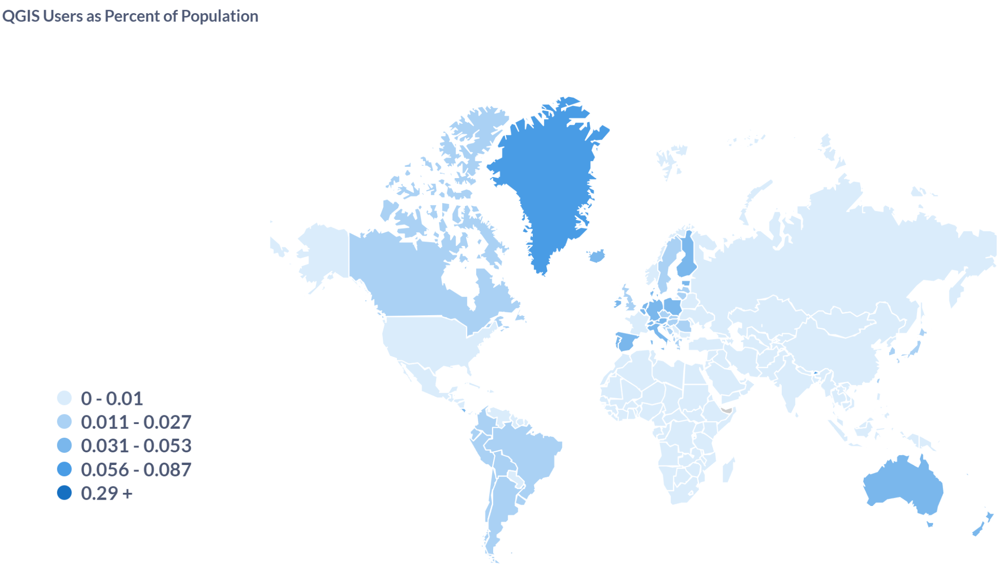 QGIS Users as Percent of Population
0 - 0.01
0.011 - 0.027
0.031 - 0.053
0.056 - 0.087
0.29 +